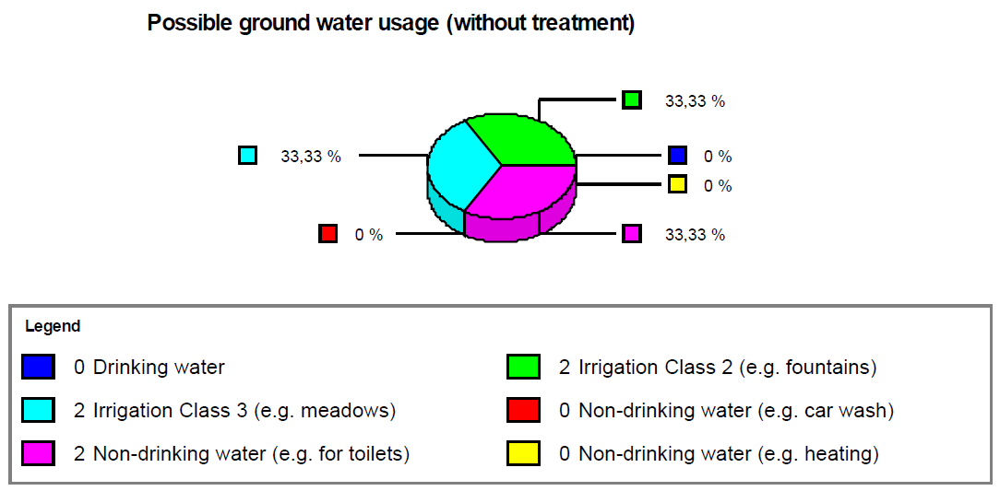 Possible ground water usage (without treatment)
33,33 %
33,33 %
0 %
0 %
0 %
33,33 %
Legend
0 Drinking water
2 Irrigation Class 2 (e.g. fountains)
2 Irrigation Class 3 (e.g. meadows)
0 Non-drinking water (e.g. car wash)
2 Non-drinking water (e.g. for toilets)
0 Non-drinking water (e.g. heating)